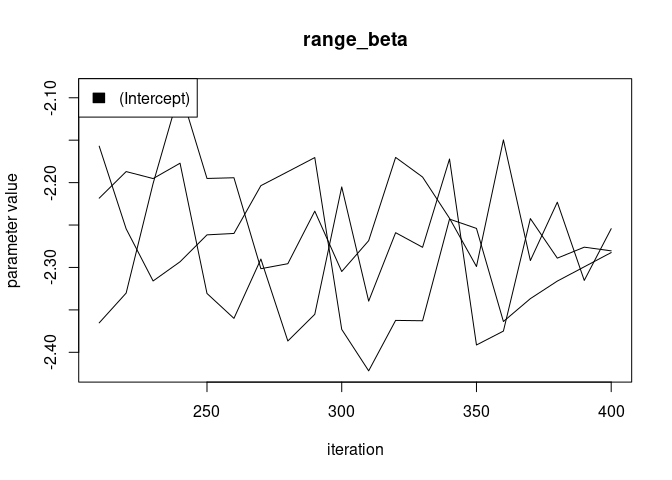 range_beta
(Intercept)
-2.10
-2.20
-2.30
-2.40
parameter value
250 300 350 400
iteration